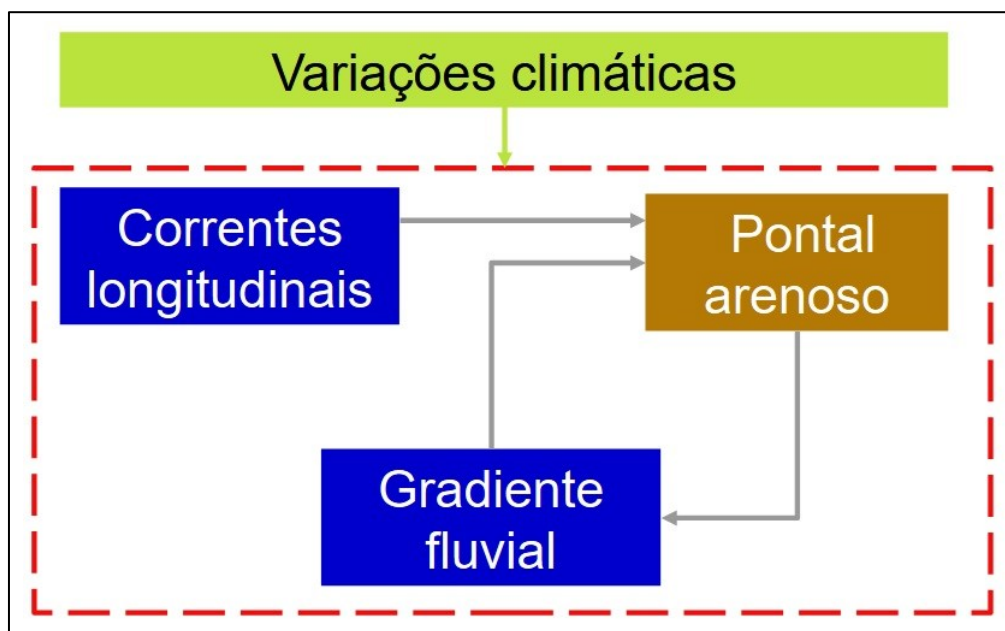 Variações climáticas
Correntes
longitudinais
Pontal
arenoso
Gradiente
fluvial